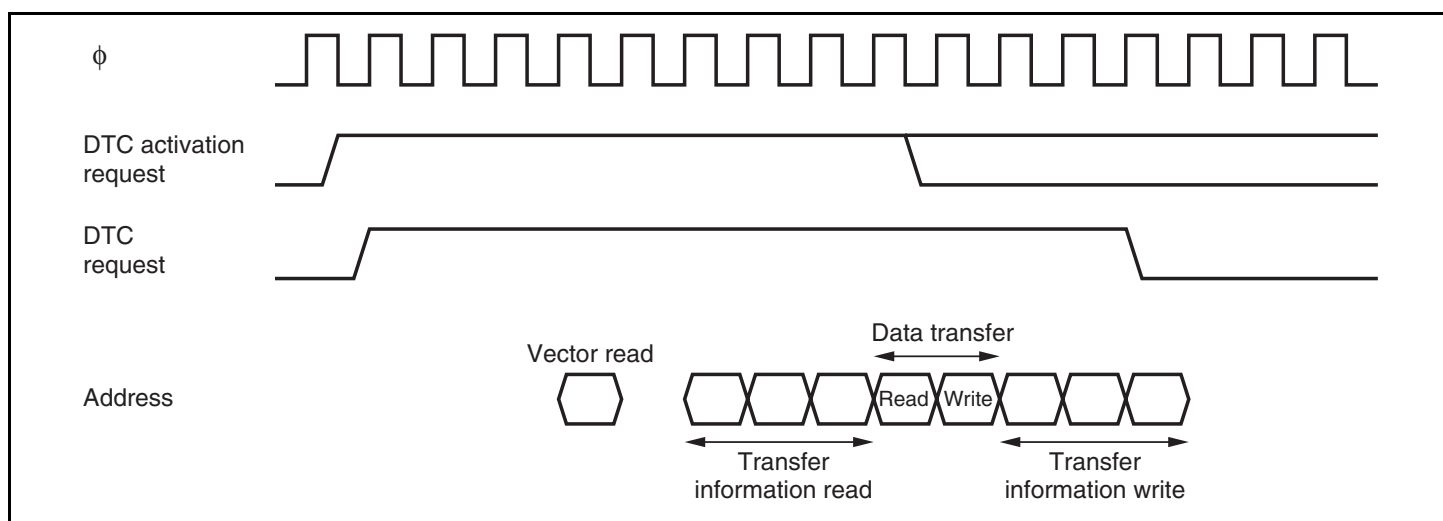 ϕ
DTC activation
request
DTC
request
Data transfer
Vector read
Address
Read
Write
Transfer
information read
Transfer
information write